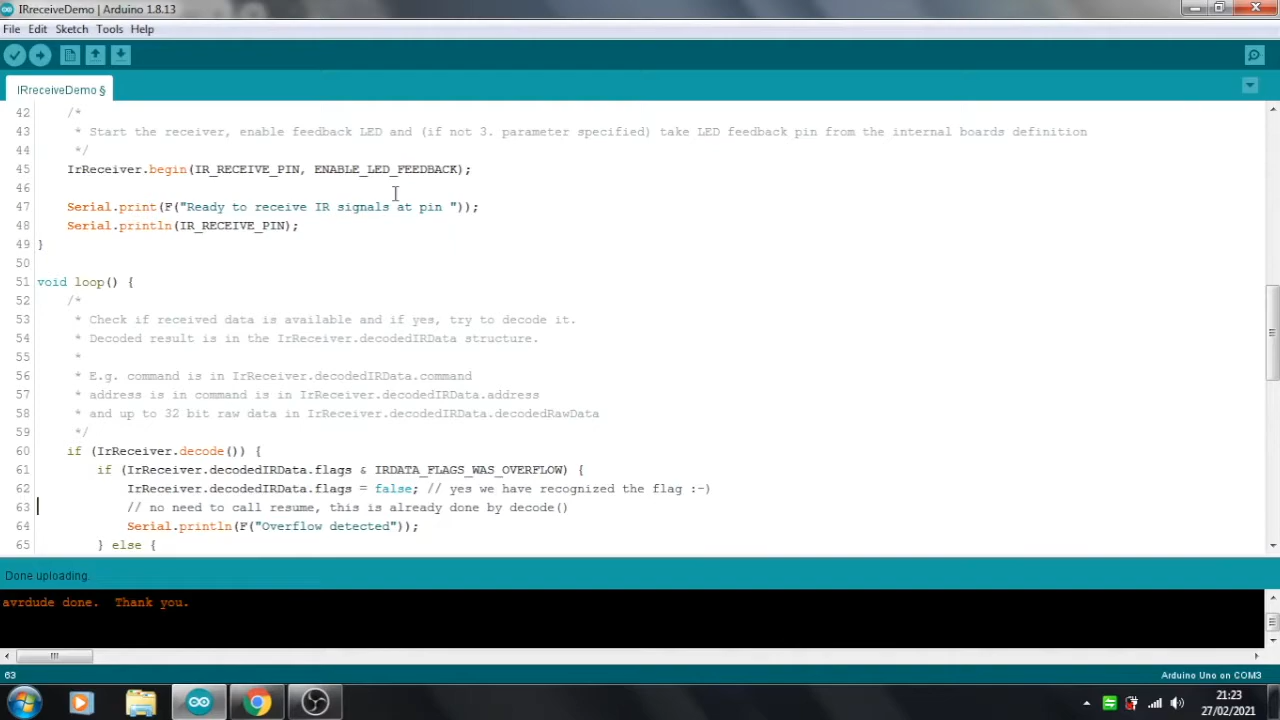 IRreceiveDemo | Arduino 1.8.13
File Edit Sketch Tools Help
IRreceiveDemo §
42 /*
43 * Start the receiver, enable feedback LED and (if not 3. parameter specified) take LED feedback pin from the internal boards definition
44 */
45 IrReceiver.begin(IR_RECEIVE_PIN, ENABLE_LED_FEEDBACK);
46
47 Serial.print(F("Ready to receive IR signals at pin "));
48 Serial.println(IR_RECEIVE_PIN);
49 }
50
51 void loop() {
52 /*
53 * Check if received data is available and if yes, try to decode it.
54 * Decoded result is in the IrReceiver.decodedIRData structure.
55 *
56 * E.g. command is in IrReceiver.decodedIRData.command
57 * address is in command is in IrReceiver.decodedIRData.address
58 * and up to 32 bit raw data in IrReceiver.decodedIRData.decodedRawData
59 */
60 if (IrReceiver.decode()) {
61 if (IrReceiver.decodedIRData.flags & IRDATA_FLAGS_WAS_OVERFLOW) {
62 IrReceiver.decodedIRData.flags = false; // yes we have recognized the flag :-)
63 // no need to call resume, this is already done by decode()
64 Serial.println(F("Overflow detected"));
65 } else {
Done uploading.
avrdude done.  Thank you.
63
Arduino Uno on COM3
21:23
27/02/2021